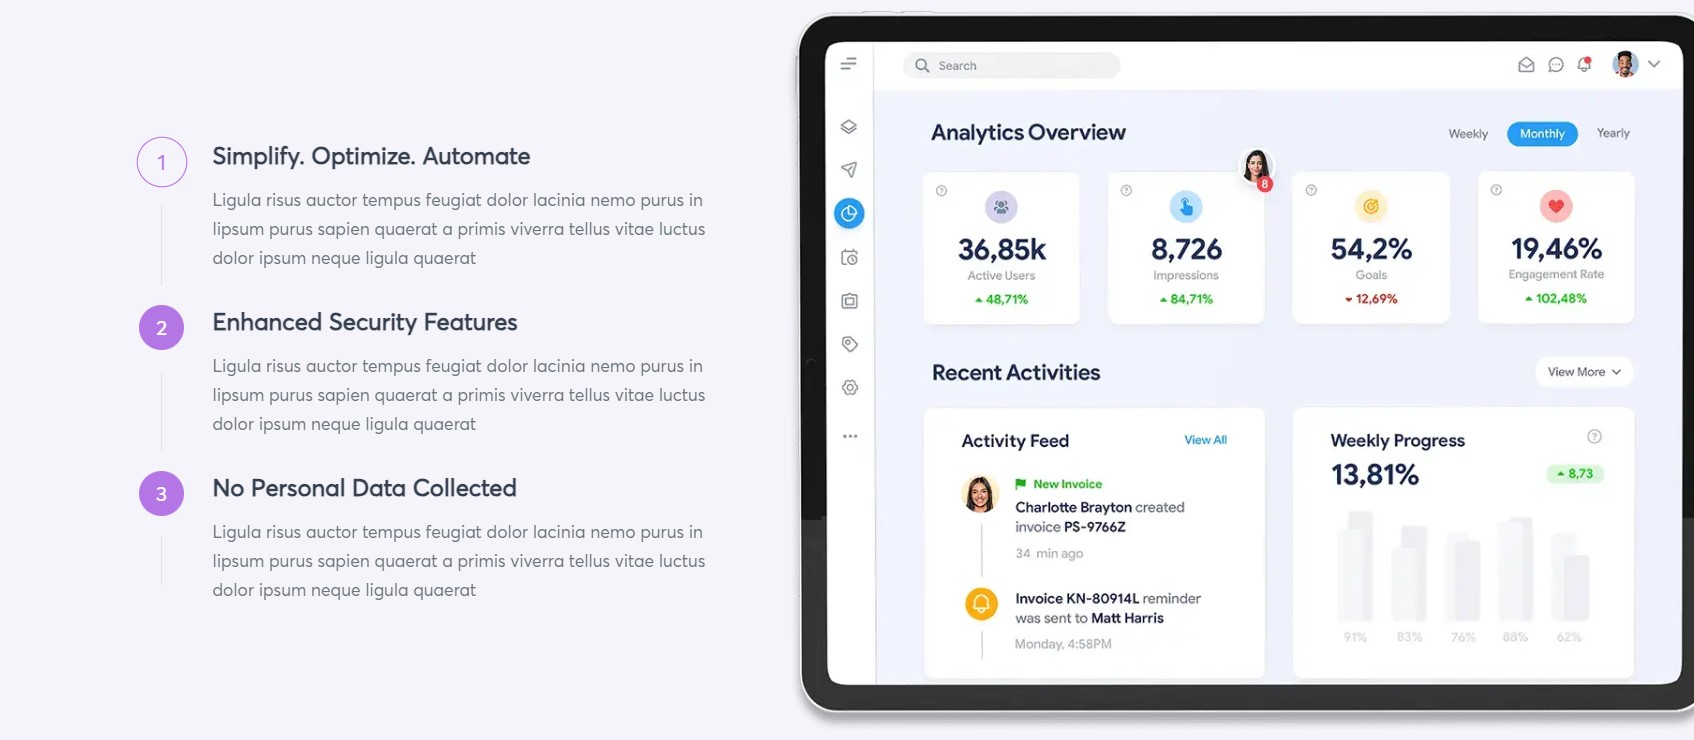 1
Simplify. Optimize. Automate
Ligula risus auctor tempus feugiat dolor lacinia nemo purus in
lipsum purus sapien quaerat a primis viverra tellus vitae luctus
dolor ipsum neque ligula quaerat
2
Enhanced Security Features
Ligula risus auctor tempus feugiat dolor lacinia nemo purus in
lipsum purus sapien quaerat a primis viverra tellus vitae luctus
dolor ipsum neque ligula quaerat
3
No Personal Data Collected
Ligula risus auctor tempus feugiat dolor lacinia nemo purus in
lipsum purus sapien quaerat a primis viverra tellus vitae luctus
dolor ipsum neque ligula quaerat
Search
Analytics Overview
Weekly Monthly Yearly
8
36,85k
Active Users
48,71%
8,726
Impressions
84,71%
54,2%
Goals
12,69%
19,46%
Engagement Rate
102,48%
Recent Activities
View More
Activity Feed
View All
New Invoice
Charlotte Brayton created
invoice PS-9766Z
34 min ago
Invoice KN-80914L reminder
was sent to Matt Harris
Monday, 4:58PM
Weekly Progress
13,81%
8,73
91% 83% 76% 88% 62%